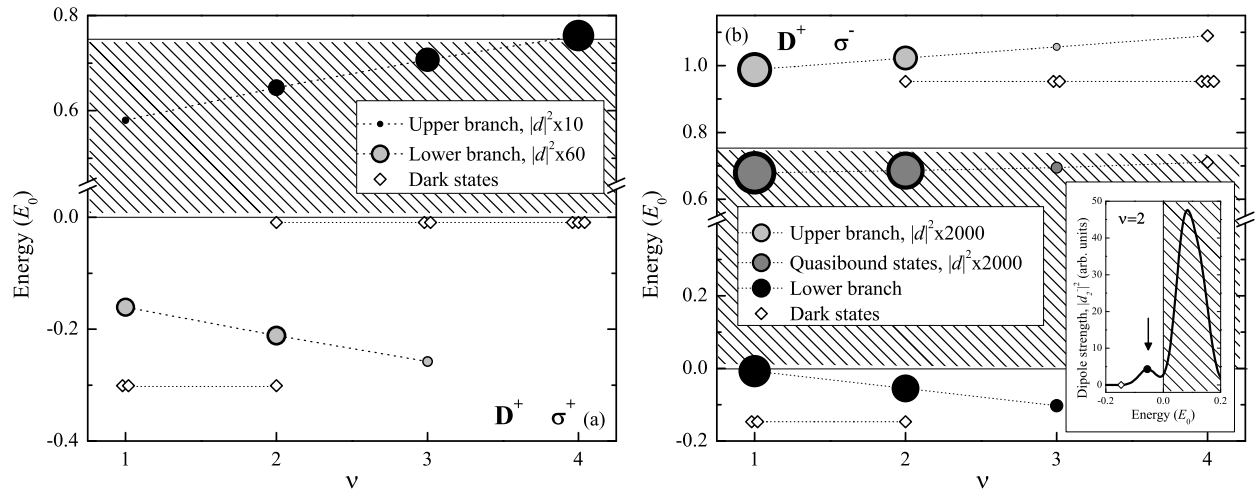 0.8
0.6
0.0
-0.2
-0.4
Energy (E₀)
Upper branch, |d|²x10
Lower branch, |d|²x60
Dark states
D⁺ σ⁺ (a)
1 2 3 4
ν
(b) D⁺ σ⁻
1.0
0.8
0.6
0.2
0.0
-0.2
Energy (E₀)
Upper branch, |d|²x2000
Quasibound states, |d|²x2000
Lower branch
Dark states
1 2 3 4
ν
ν=2
50
40
30
20
10
0
Dipole strength, |d₂⁻|² (arb. units)
-0.2 0.0 0.2
Energy (E₀)